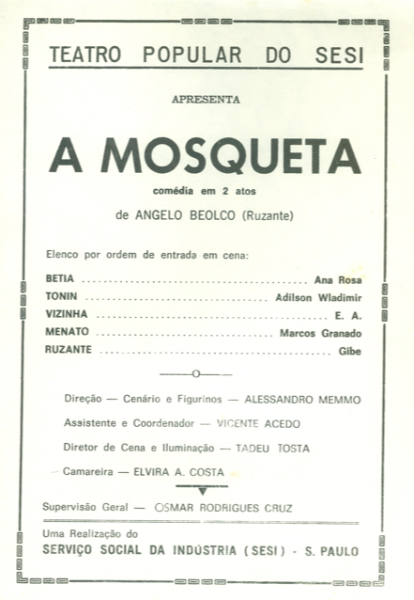 TEATRO POPULAR DO SESI
APRESENTA
A MOSQUETA
comédia em 2 atos
de ANGELO BEOLCO (Ruzante)
Elenco por ordem de entrada em cena:
BETIA ........................................ Ana Rosa
TONIN ........................................ Adilson Wladimir
VIZINHA ........................................ E. A.
MENATO ........................................ Marcos Granado
RUZANTE ........................................ Gibe
O
Direção — Cenário e Figurinos — ALESSANDRO MEMMO
Assistente e Coordenador — VICENTE ACEDO
Diretor de Cena e Iluminação — TADEU TOSTA
Camareira — ELVIRA A. COSTA
Supervisão Geral — OSMAR RODRIGUES CRUZ
Uma Realização do
SERVIÇO SOCIAL DA INDÚSTRIA (SESI) - S. PAULO